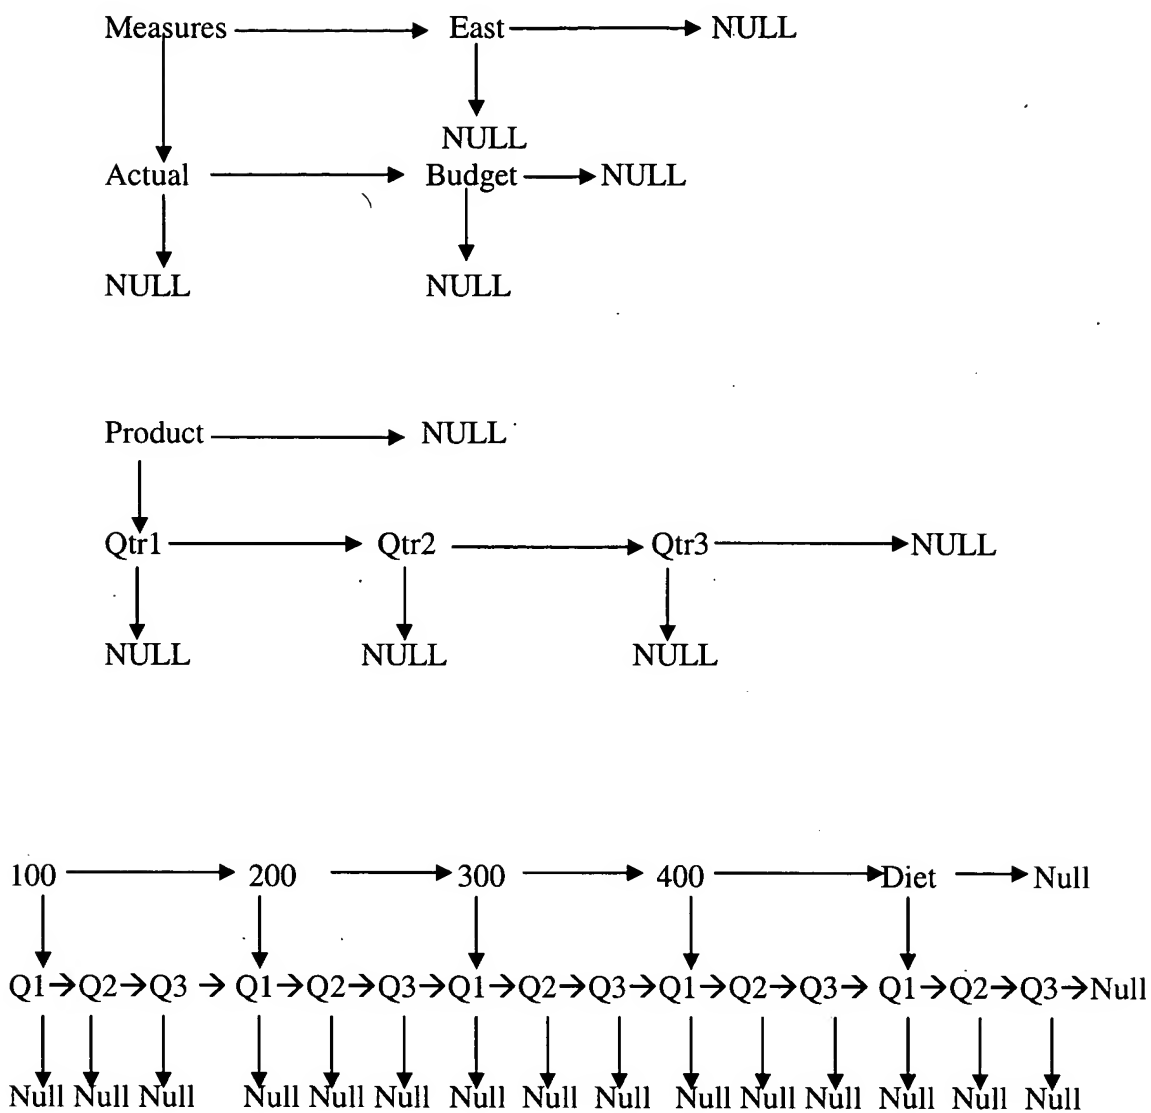 Measures East NULL
NULL
Actual Budget NULL
NULL NULL
Product NULL
Qtr1 Qtr2 Qtr3 NULL
NULL NULL NULL
100 200 300 400 Diet Null
Q1→Q2→Q3 → Q1→Q2→Q3→Q1→Q2→Q3→Q1→Q2→Q3→ Q1→Q2→Q3→Null
Null Null Null Null Null Null Null Null Null Null Null Null Null Null Null